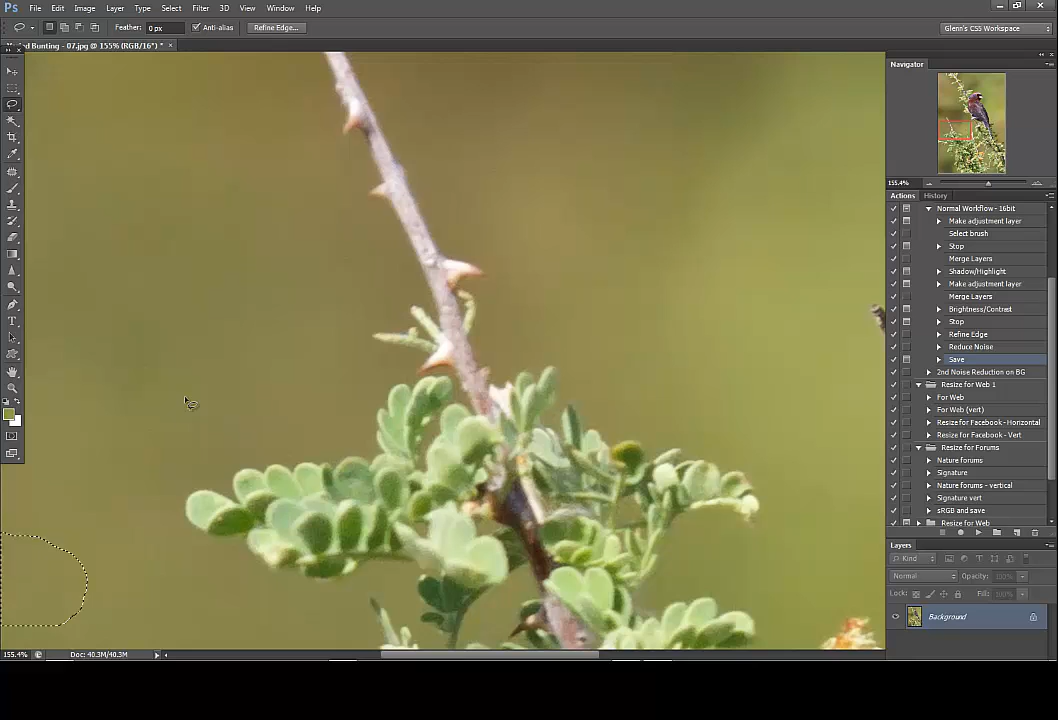 Ps File Edit Image Layer Type Select Filter 3D View Window Help
Feather: 0 px Anti-alias Refine Edge... Glenn's CS5 Workspace
Bunting - 07.jpg @ 155% (RGB/16*) * ×
Navigator
155.4%
Actions History
Normal Workflow - 16bit
Make adjustment layer
Select brush
Stop
Merge Layers
Shadow/Highlight
Make adjustment layer
Merge Layers
Brightness/Contrast
Stop
Refine Edge
Reduce Noise
Save
2nd Noise Reduction on BG
Resize for Web 1
For Web
For Web (vert)
Resize for Facebook - Horizontal
Resize for Facebook - Vert
Resize for Forums
Nature forums
Signature
Nature forums - vertical
Signature vert
sRGB and save
Resize for Web
Layers
Kind
Normal Opacity: 100%
Lock: Fill: 100%
Background
155.4% Doc: 40.3M/40.3M